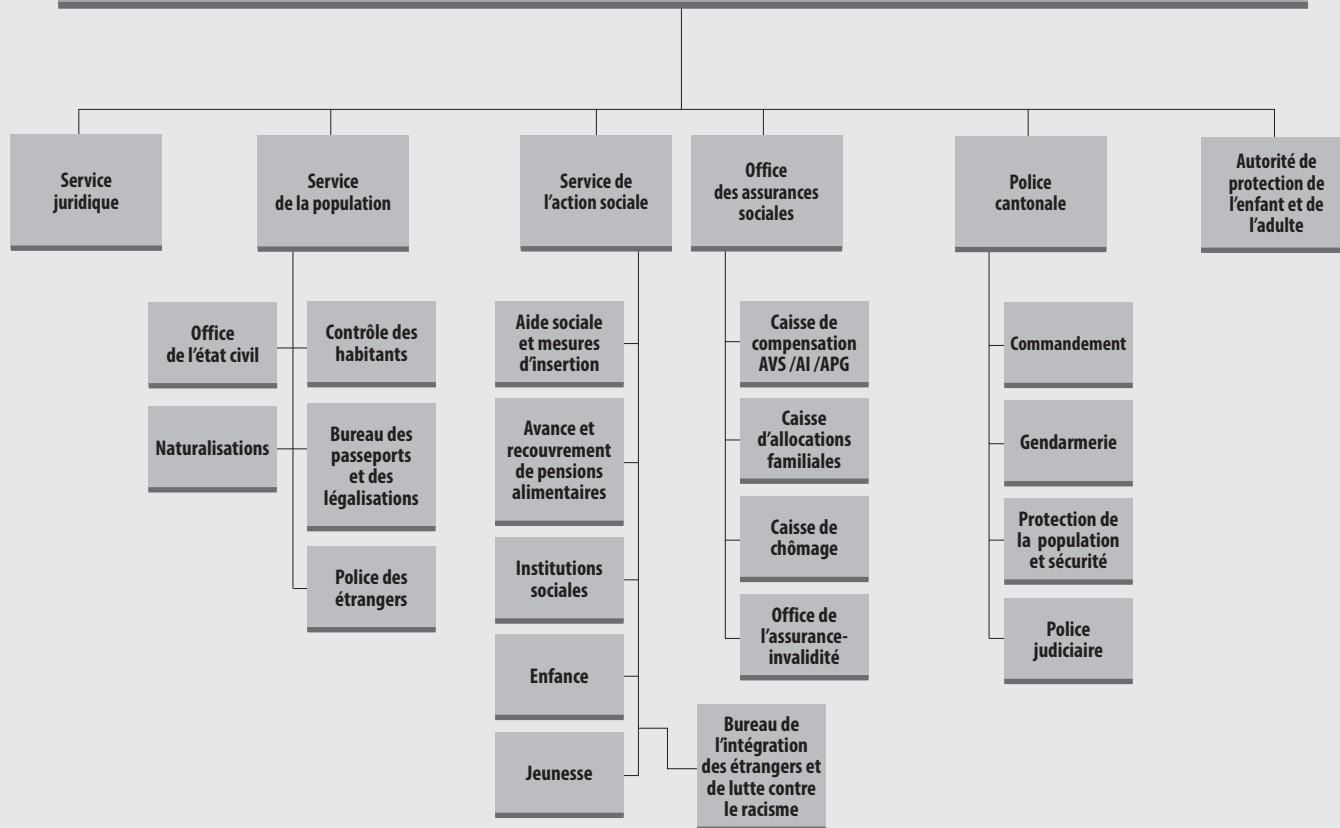 Service
juridique
Service
de la population
Service de
l'action sociale
Office
des assurances
sociales
Police
cantonale
Autorité de
protection de
l'enfant et de
l'adulte
Office
de l'état civil
Contrôle des
habitants
Naturalisations
Bureau des
passeports
et des
légalisations
Police des
étrangers
Aide sociale
et mesures
d'insertion
Avance et
recouvrement
de pensions
alimentaires
Institutions
sociales
Enfance
Jeunesse
Bureau de
l'intégration
des étrangers et
de lutte contre
le racisme
Caisse de
compensation
AVS /AI /APG
Caisse
d'allocations
familiales
Caisse de
chômage
Office de
l'assurance-
invalidité
Commandement
Gendarmerie
Protection de
la population
et sécurité
Police
judiciaire